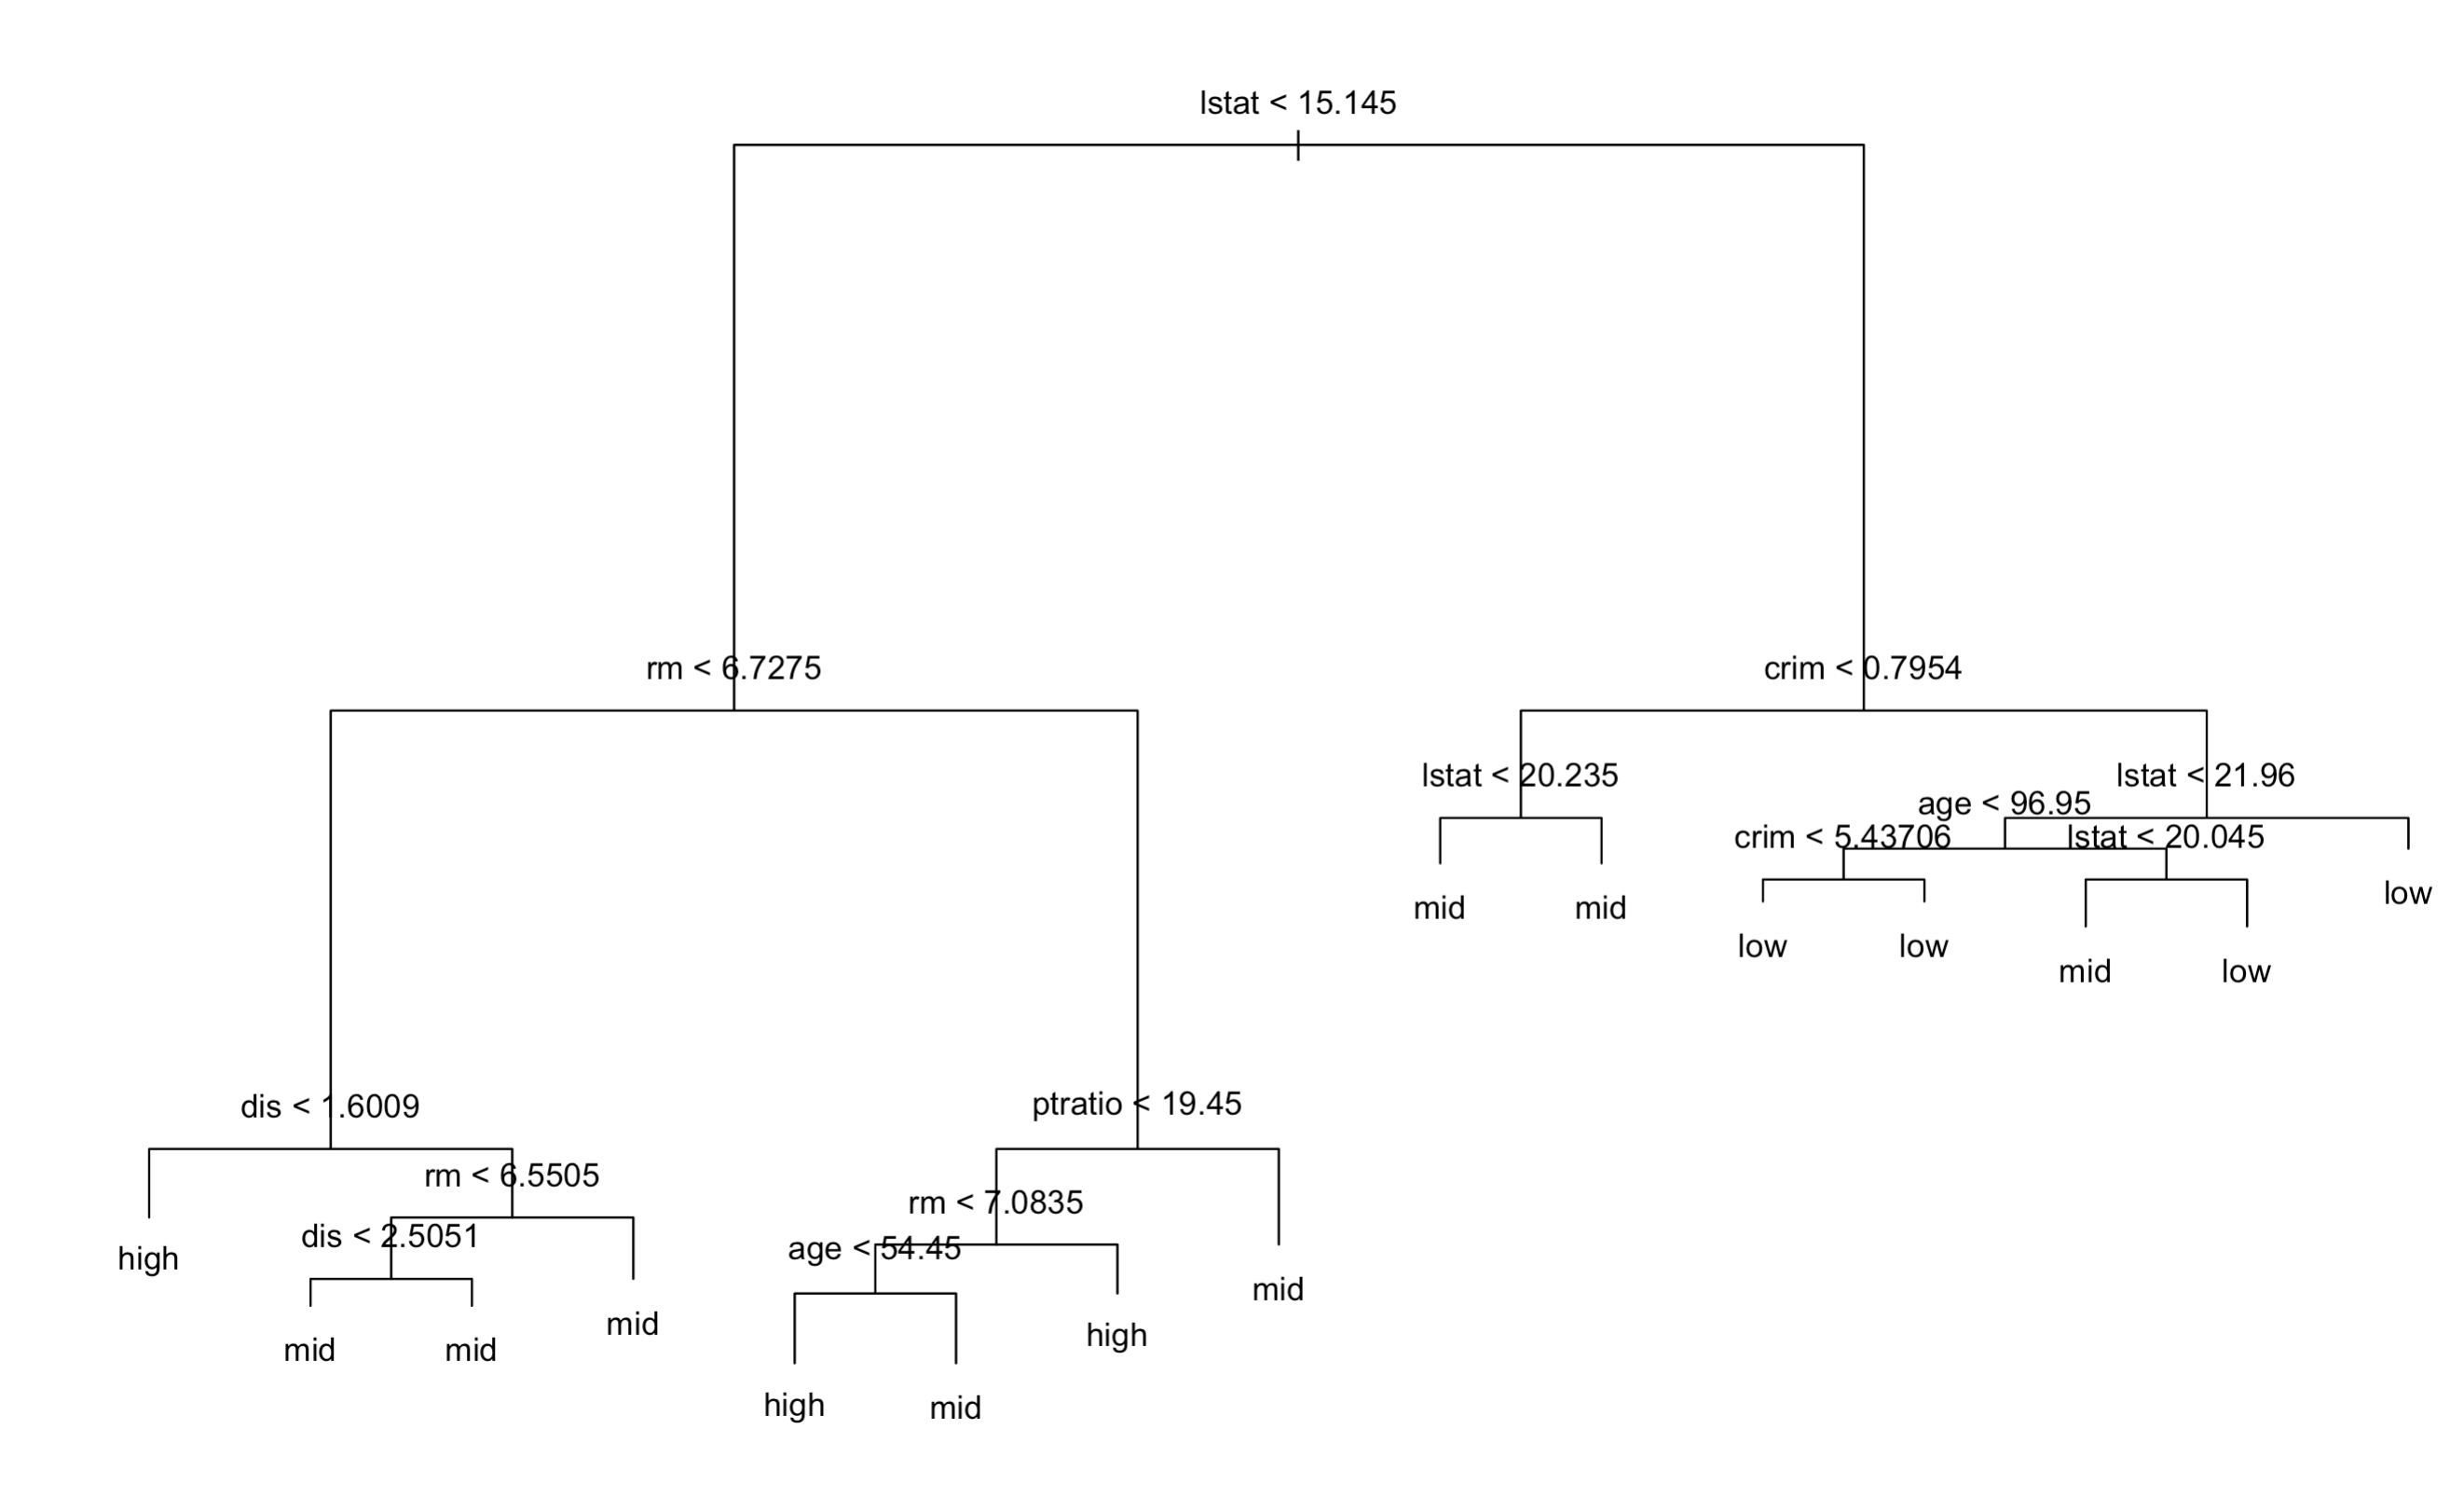 lstat < 15.145
rm < 6.7275
crim < 0.7954
lstat < 20.235
lstat < 21.96
age < 96.95
crim < 5.43706
lstat < 20.045
low
mid
mid
low
low
mid
low
dis < 1.6009
ptratio < 19.45
rm < 6.5505
rm < 7.0835
dis < 2.5051
age < 54.45
high
mid
mid
mid
high
mid
mid
high
mid